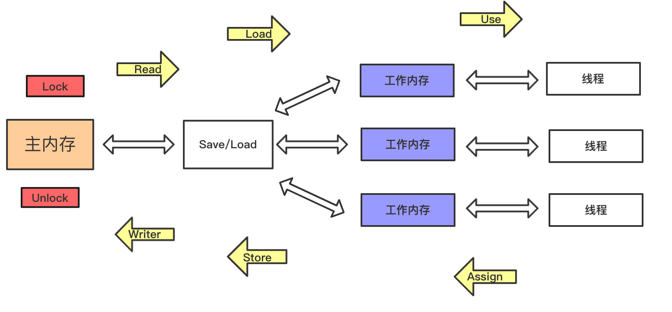 Use
Load
Read
Lock
工作内存
线程
主内存
Save/Load
工作内存
线程
Unlock
工作内存
线程
Writer
Store
Assign